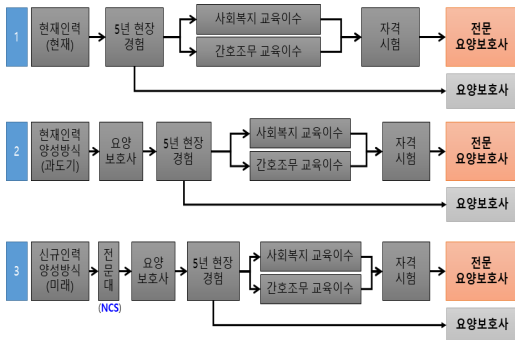 1
현재인력
(현재)
5년 현장
경험
사회복지 교육이수
간호조무 교육이수
자격
시험
전문
요양보호사
요양보호사
2
현재인력
양성방식
(과도기)
요양
보호사
5년 현장
경험
사회복지 교육이수
간호조무 교육이수
자격
시험
전문
요양보호사
요양보호사
3
신규인력
양성방식
(미래)
전
문
대
(NCS)
요양
보호사
5년 현장
경험
사회복지 교육이수
간호조무 교육이수
자격
시험
전문
요양보호사
요양보호사